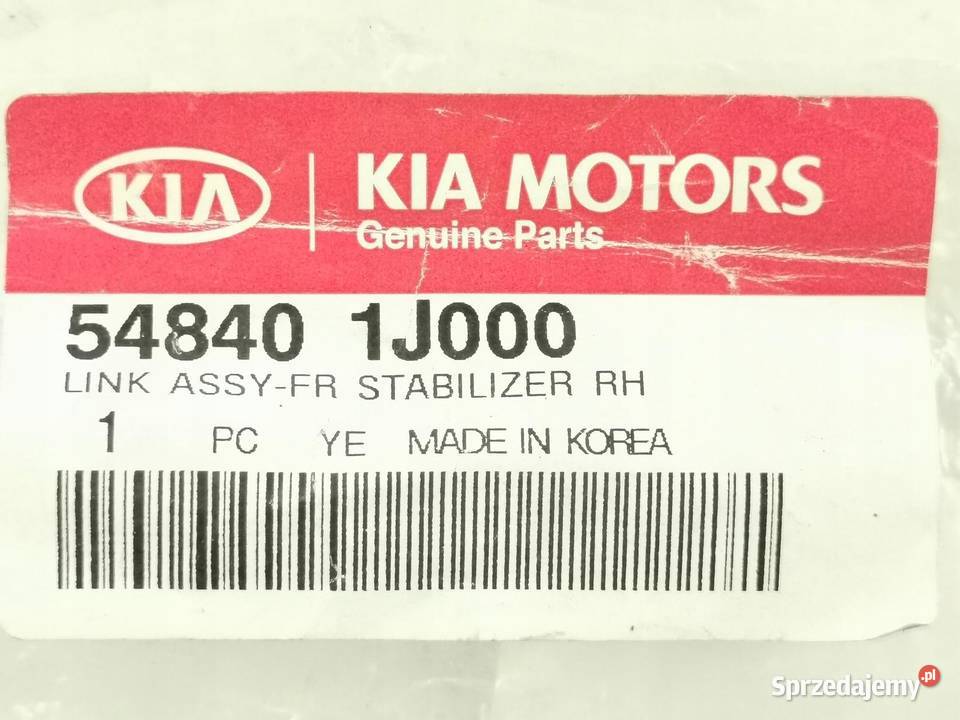 KIA
KIA MOTORS
Genuine Parts
54840 1J000
LINK ASSY-FR STABILIZER RH
1 PC YE MADE IN KOREA
Sprzedajemy.pl